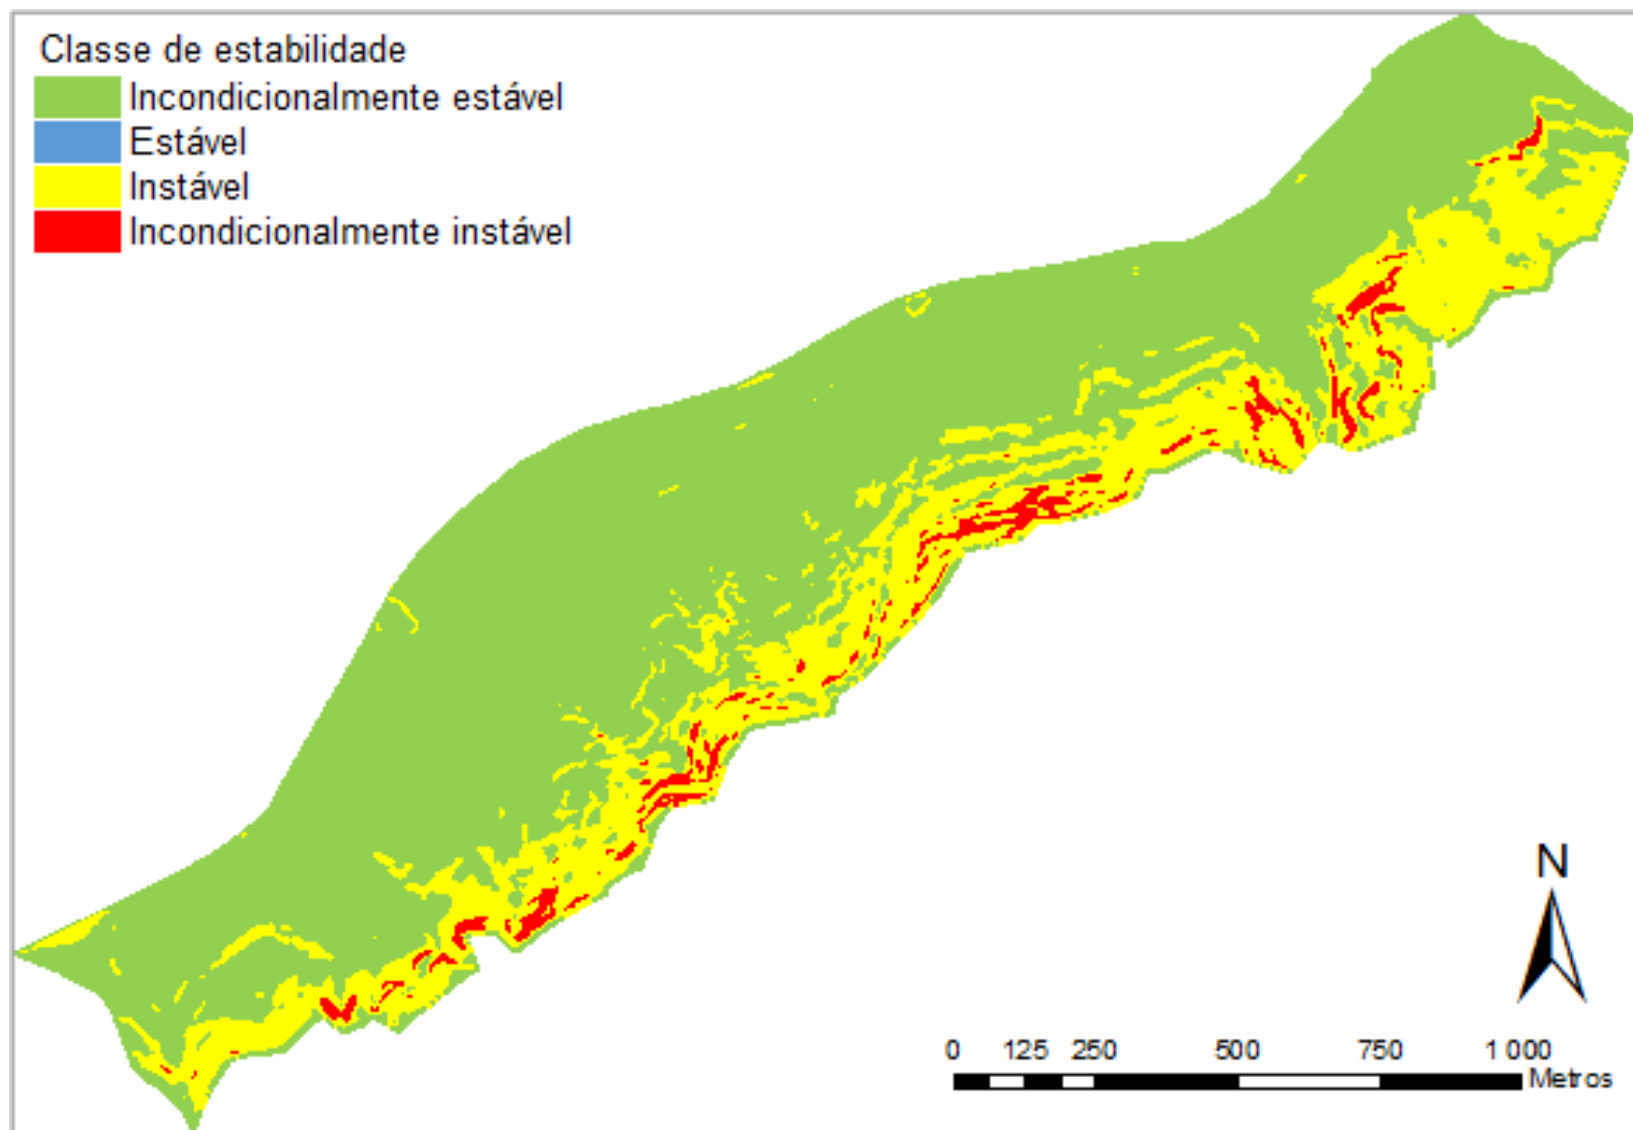 Classe de estabilidade
Incondicionalmente estável
Estável
Instável
Incondicionalmente instável
N
0 125 250 500 750 1 000
Metros